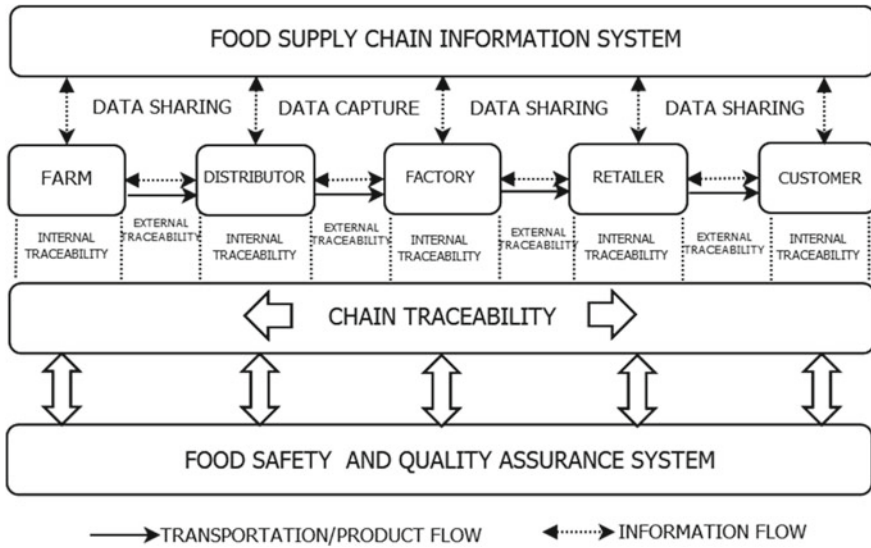 FOOD SUPPLY CHAIN INFORMATION SYSTEM
DATA SHARING
DATA CAPTURE
DATA SHARING
DATA SHARING
FARM
DISTRIBUTOR
FACTORY
RETAILER
CUSTOMER
INTERNAL
TRACEABILITY
EXTERNAL
TRACEABILITY
INTERNAL
TRACEABILITY
EXTERNAL
TRACEABILITY
INTERNAL
TRACEABILITY
EXTERNAL
TRACEABILITY
INTERNAL
TRACEABILITY
EXTERNAL
TRACEABILITY
INTERNAL
TRACEABILITY
CHAIN TRACEABILITY
FOOD SAFETY AND QUALITY ASSURANCE SYSTEM
TRANSPORTATION/PRODUCT FLOW
INFORMATION FLOW